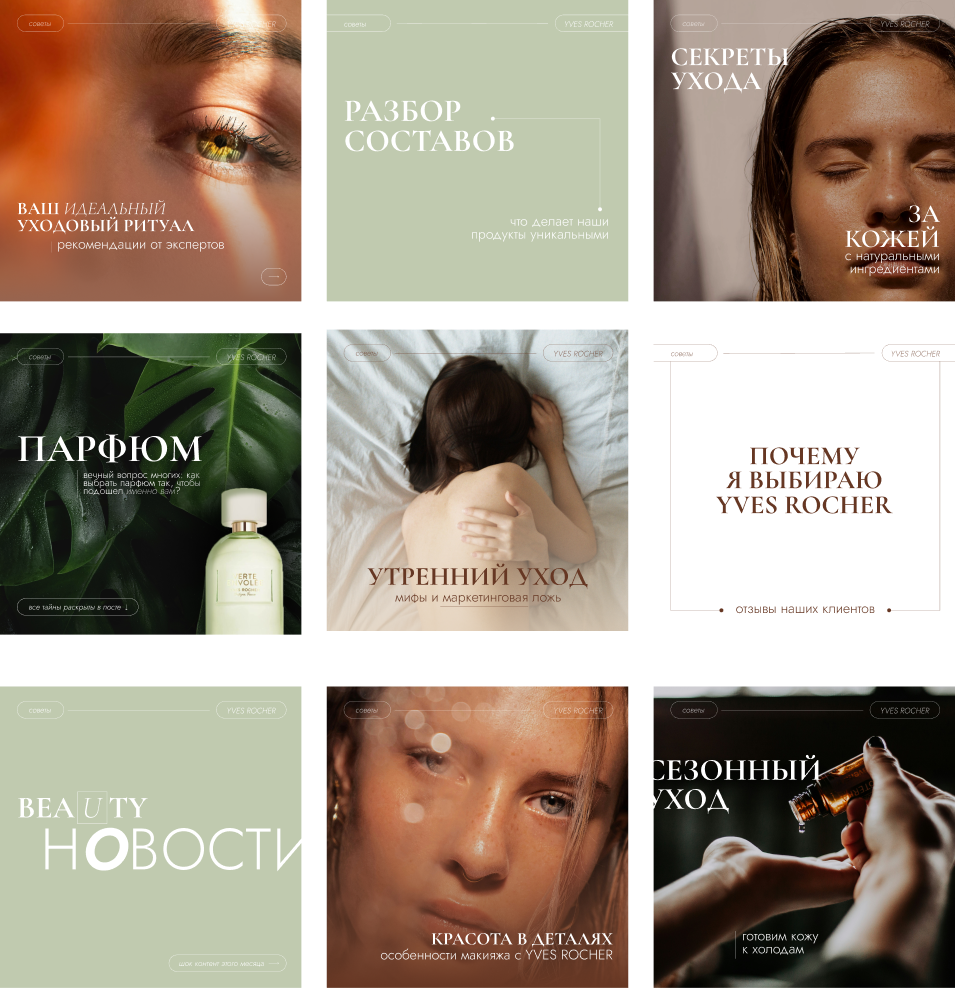 советы
YVES ROCHER
ВАШ ИДЕАЛЬНЫЙ
УХОДОВЫЙ РИТУАЛ
рекомендации от экспертов
советы
YVES ROCHER
РАЗБОР
СОСТАВОВ
что делает наши
продукты уникальными
советы
YVES ROCHER
СЕКРЕТЫ
УХОДА
ЗА
КОЖЕЙ
с натуральными
ингредиентами
советы
YVES ROCHER
ПАРФЮМ
вечный вопрос многих: как
выбрать парфюм так, чтобы
подошел именно вам?
все тайны раскрыты в посте ↓
советы
YVES ROCHER
УТРЕННИЙ УХОД
мифы и маркетинговая ложь
советы
YVES ROCHER
ПОЧЕМУ
Я ВЫБИРАЮ
YVES ROCHER
отзывы наших клиентов
советы
YVES ROCHER
BEAUTY
НОВОСТИ
шок контент этого месяца
советы
YVES ROCHER
КРАСОТА В ДЕТАЛЯХ
особенности макияжа с YVES ROCHER
советы
YVES ROCHER
СЕЗОННЫЙ
УХОД
готовим кожу
к холодам